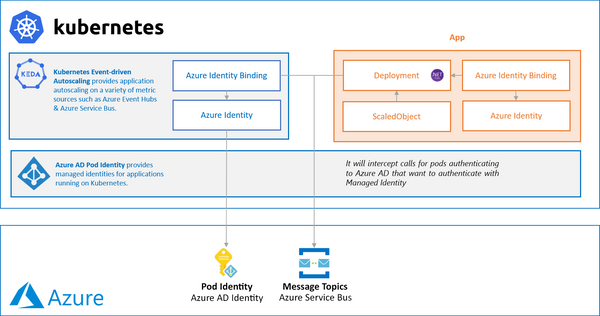 kubernetes
App
KEDA
Kubernetes Event-driven
Autoscaling provides application
autoscaling on a variety of metric
sources such as Azure Event Hubs
& Azure Service Bus.
Azure Identity Binding
Azure Identity
Deployment
.NET
Azure Identity Binding
ScaledObject
Azure Identity
Azure AD Pod Identity provides
managed identities for applications
running on Kubernetes.
It will intercept calls for pods authenticating
to Azure AD that want to authenticate with
Managed Identity
Pod Identity
Azure AD Identity
Message Topics
Azure Service Bus
Azure